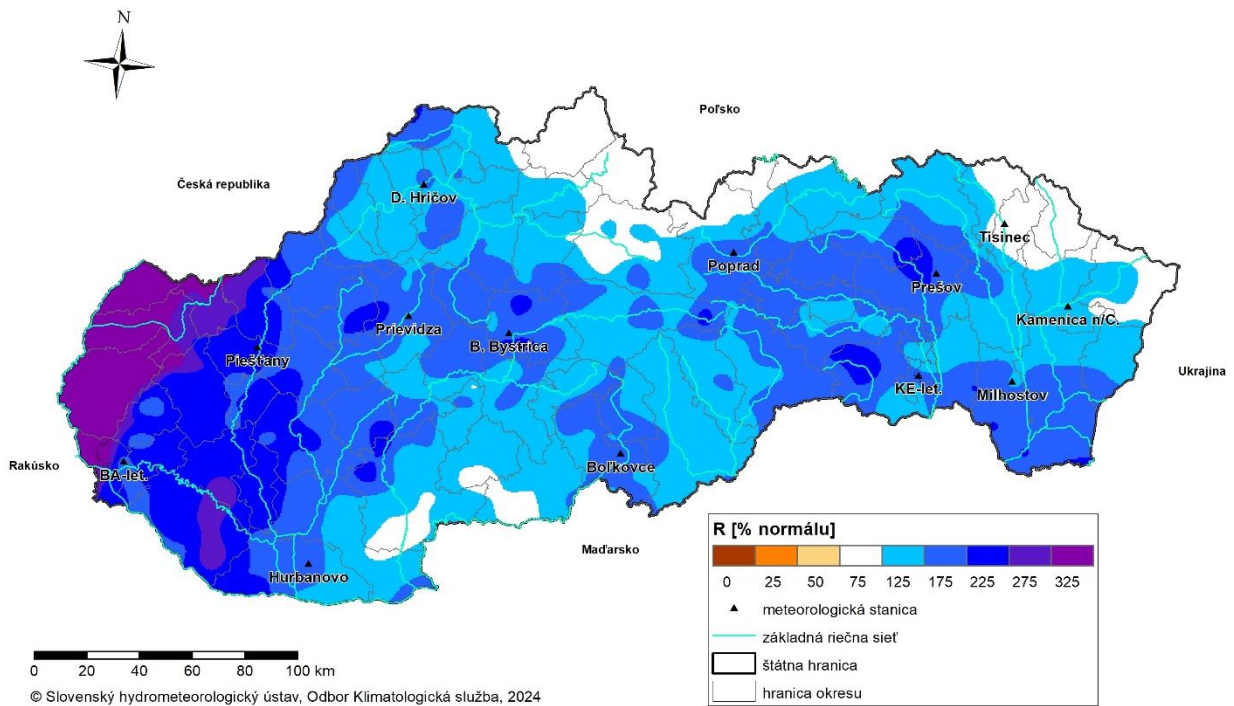 N
Poľsko
Česká republika
D. Hričov
Tisinec
Poprad
Prešov
Kamenica n/C.
Prievidza
B. Bystrica
Piešťany
KE-let.
Milhostov
Ukrajina
Rakúsko
BA-let.
Boľkovce
Maďarsko
Hurbanovo
R [% normálu]
0 25 50 75 125 175 225 275 325
meteorologická stanica
základná riečna sieť
štátna hranica
hranica okresu
0 20 40 60 80 100 km
© Slovenský hydrometeorologický ústav, Odbor Klimatologická služba, 2024